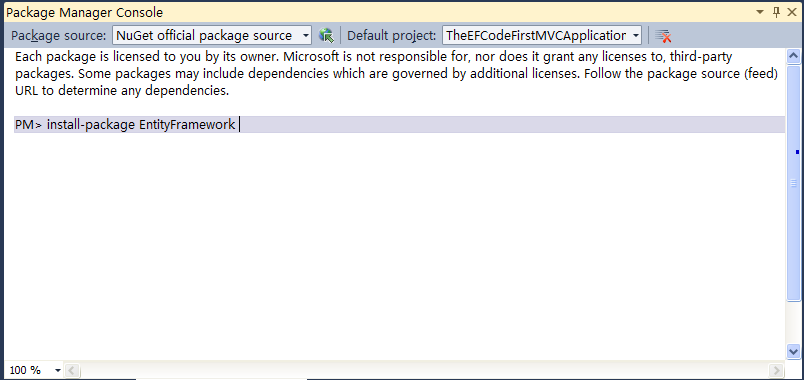 Package Manager Console
Package source: NuGet official package source Default project: TheEFCodeFirstMVCApplication
Each package is licensed to you by its owner. Microsoft is not responsible for, nor does it grant any licenses to, third-party
packages. Some packages may include dependencies which are governed by additional licenses. Follow the package source (feed)
URL to determine any dependencies.
PM> install-package EntityFramework
100 %